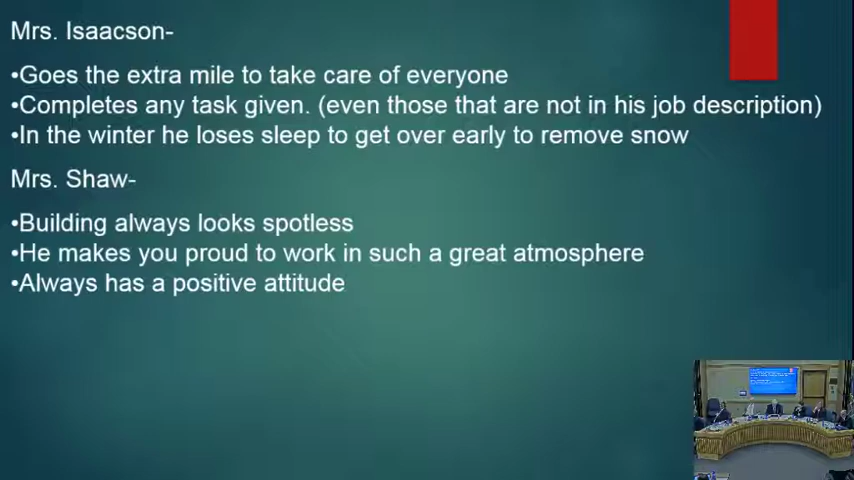 Mrs. Isaacson-
•Goes the extra mile to take care of everyone
•Completes any task given. (even those that are not in his job description)
•In the winter he loses sleep to get over early to remove snow
Mrs. Shaw-
•Building always looks spotless
•He makes you proud to work in such a great atmosphere
•Always has a positive attitude